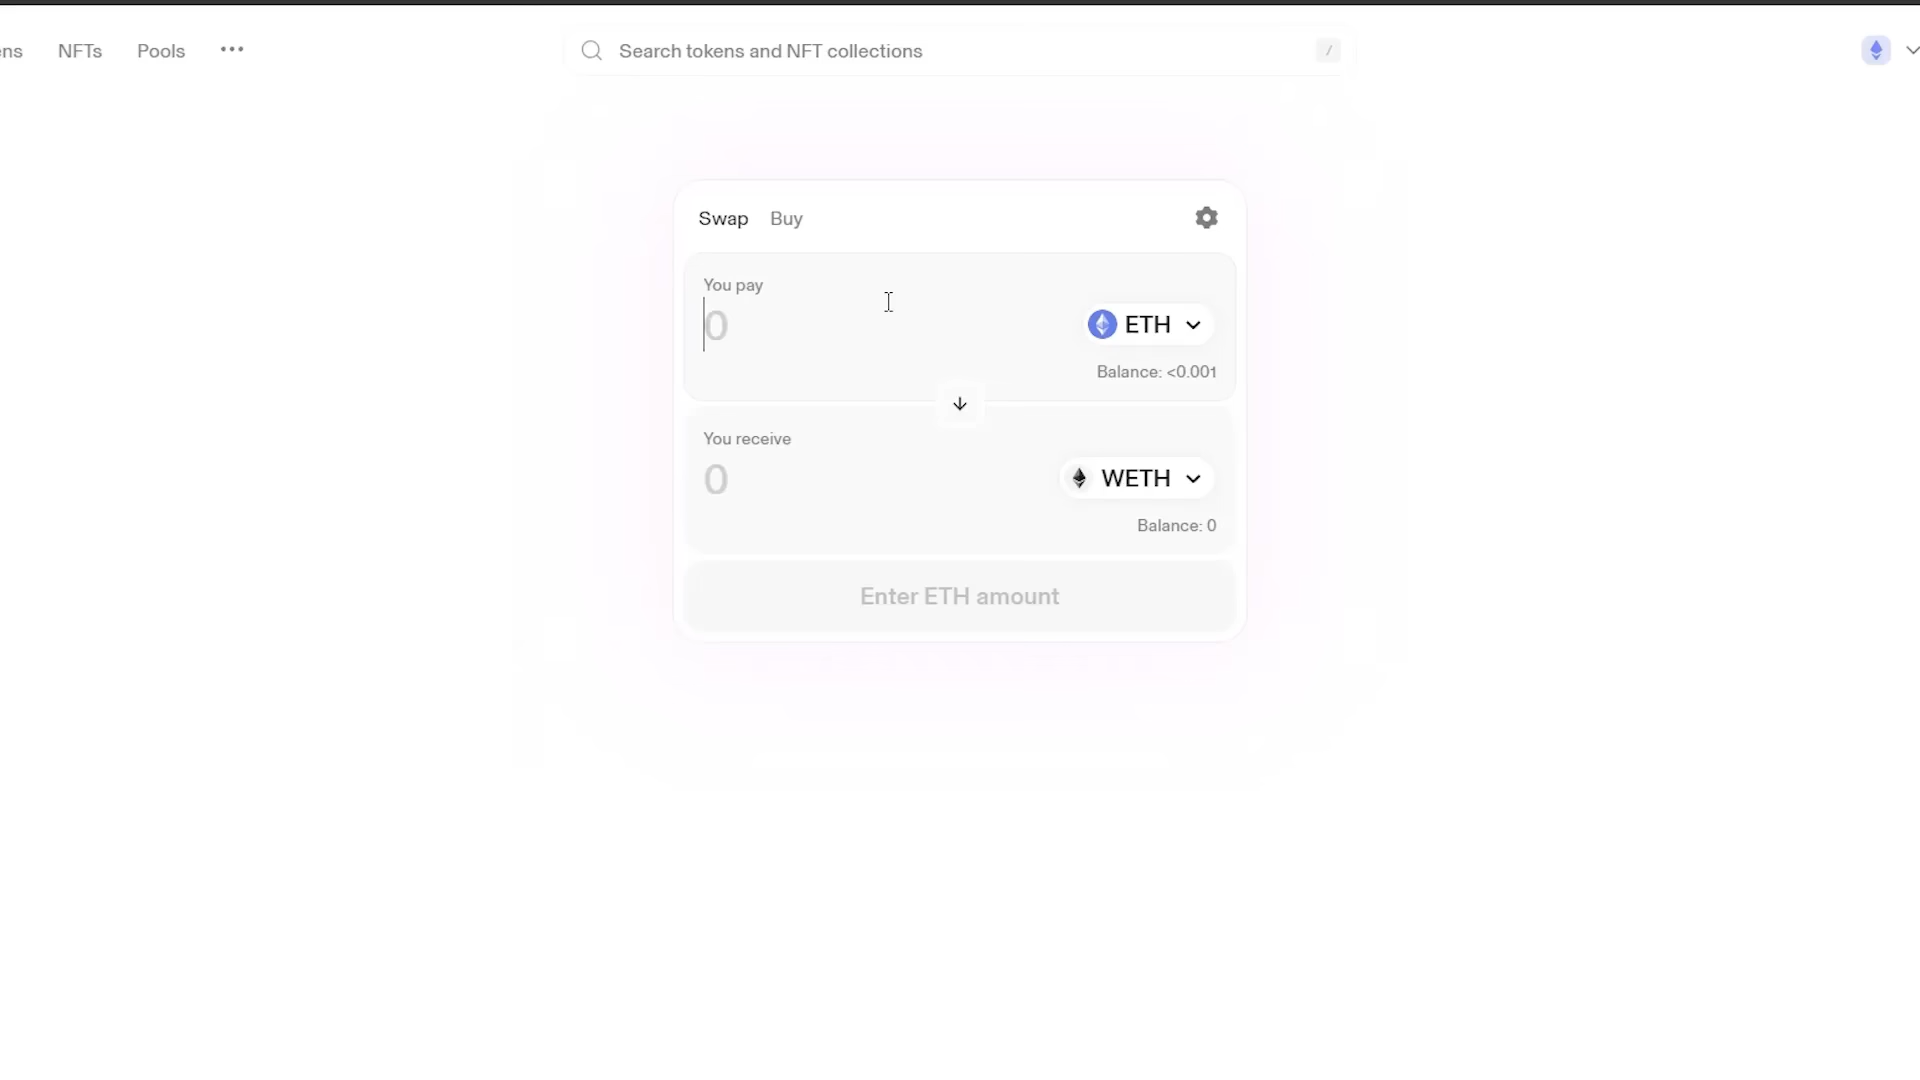 ens NFTs Pools •••
Search tokens and NFT collections /
Swap Buy
You pay
0 ETH
Balance: <0.001
You receive
0 WETH
Balance: 0
Enter ETH amount